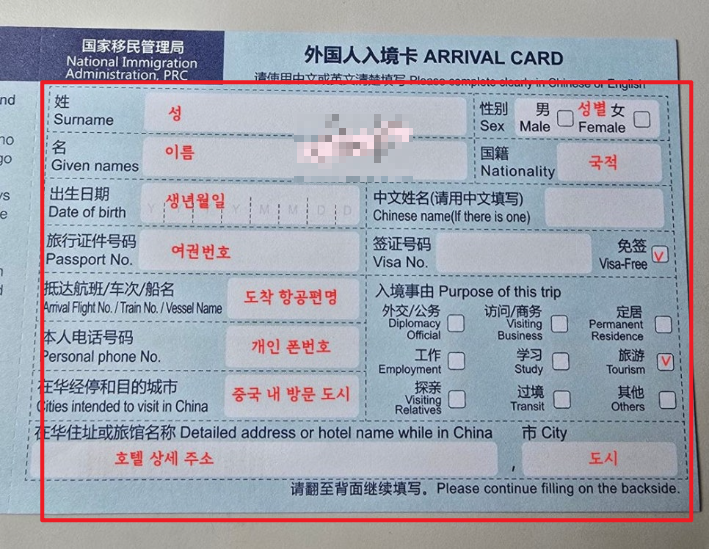 国家移民管理局
National Immigration
Administration, PRC
外国人入境卡 ARRIVAL CARD
请使用中文或英文清楚填写 Please complete clearly in Chinese or English
姓
Surname
성
性别
Sex
男
Male
성별
女
Female
名
Given names
이름
国籍
Nationality
국적
出生日期
Date of birth
생년월일
Y Y Y Y M M D D
中文姓名(请用中文填写)
Chinese name(If there is one)
旅行证件号码
Passport No.
여권번호
签证号码
Visa No.
免签
Visa-Free
V
抵达航班/车次/船名
Arrival Flight No. / Train No. / Vessel Name
도착 항공편명
入境事由 Purpose of this trip
外交/公务
Diplomacy
Official
访问/商务
Visiting
Business
定居
Permanent
Residence
本人电话号码
Personal phone No.
개인 폰번호
工作
Employment
学习
Study
旅游
Tourism
V
在华经停和目的城市
Cities intended to visit in China
중국 내 방문 도시
探亲
Visiting
Relatives
过境
Transit
其他
Others
在华住址或旅馆名称 Detailed address or hotel name while in China
市 City
호텔 상세 주소
,
도시
请翻至背面继续填写。Please continue filling on the backside.